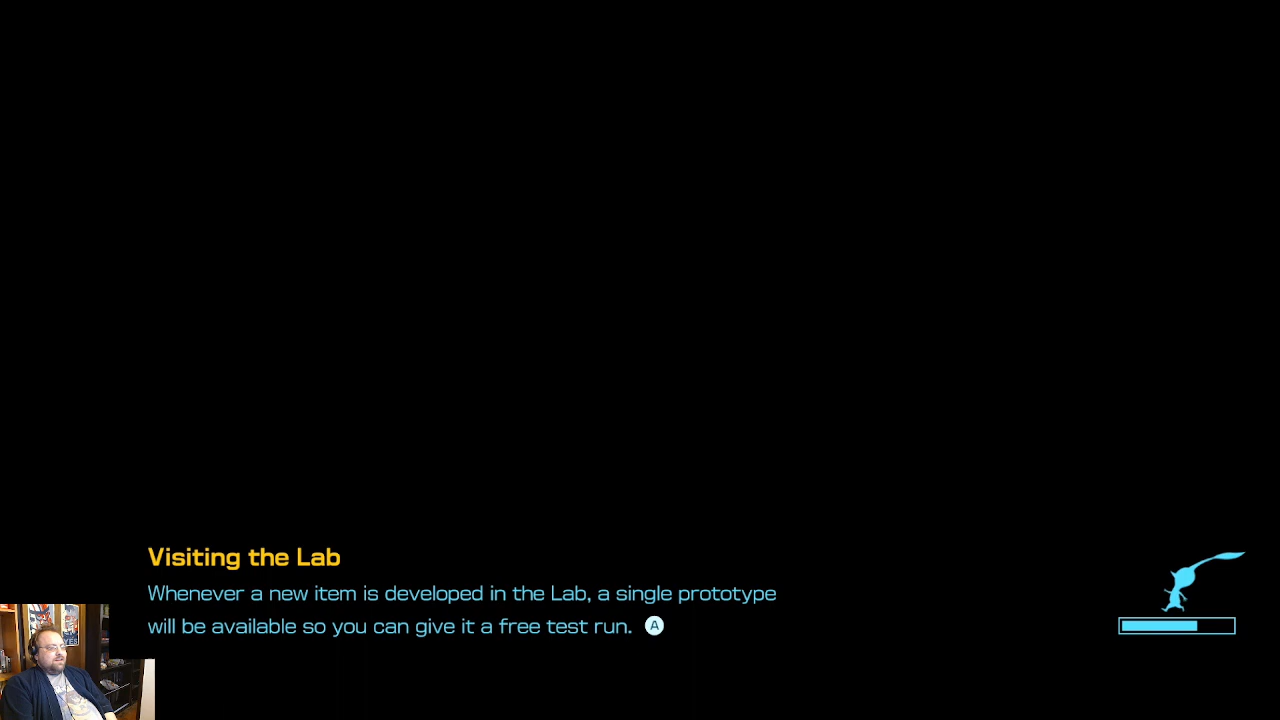 Visiting the Lab
Whenever a new item is developed in the Lab, a single prototype
will be available so you can give it a free test run. A